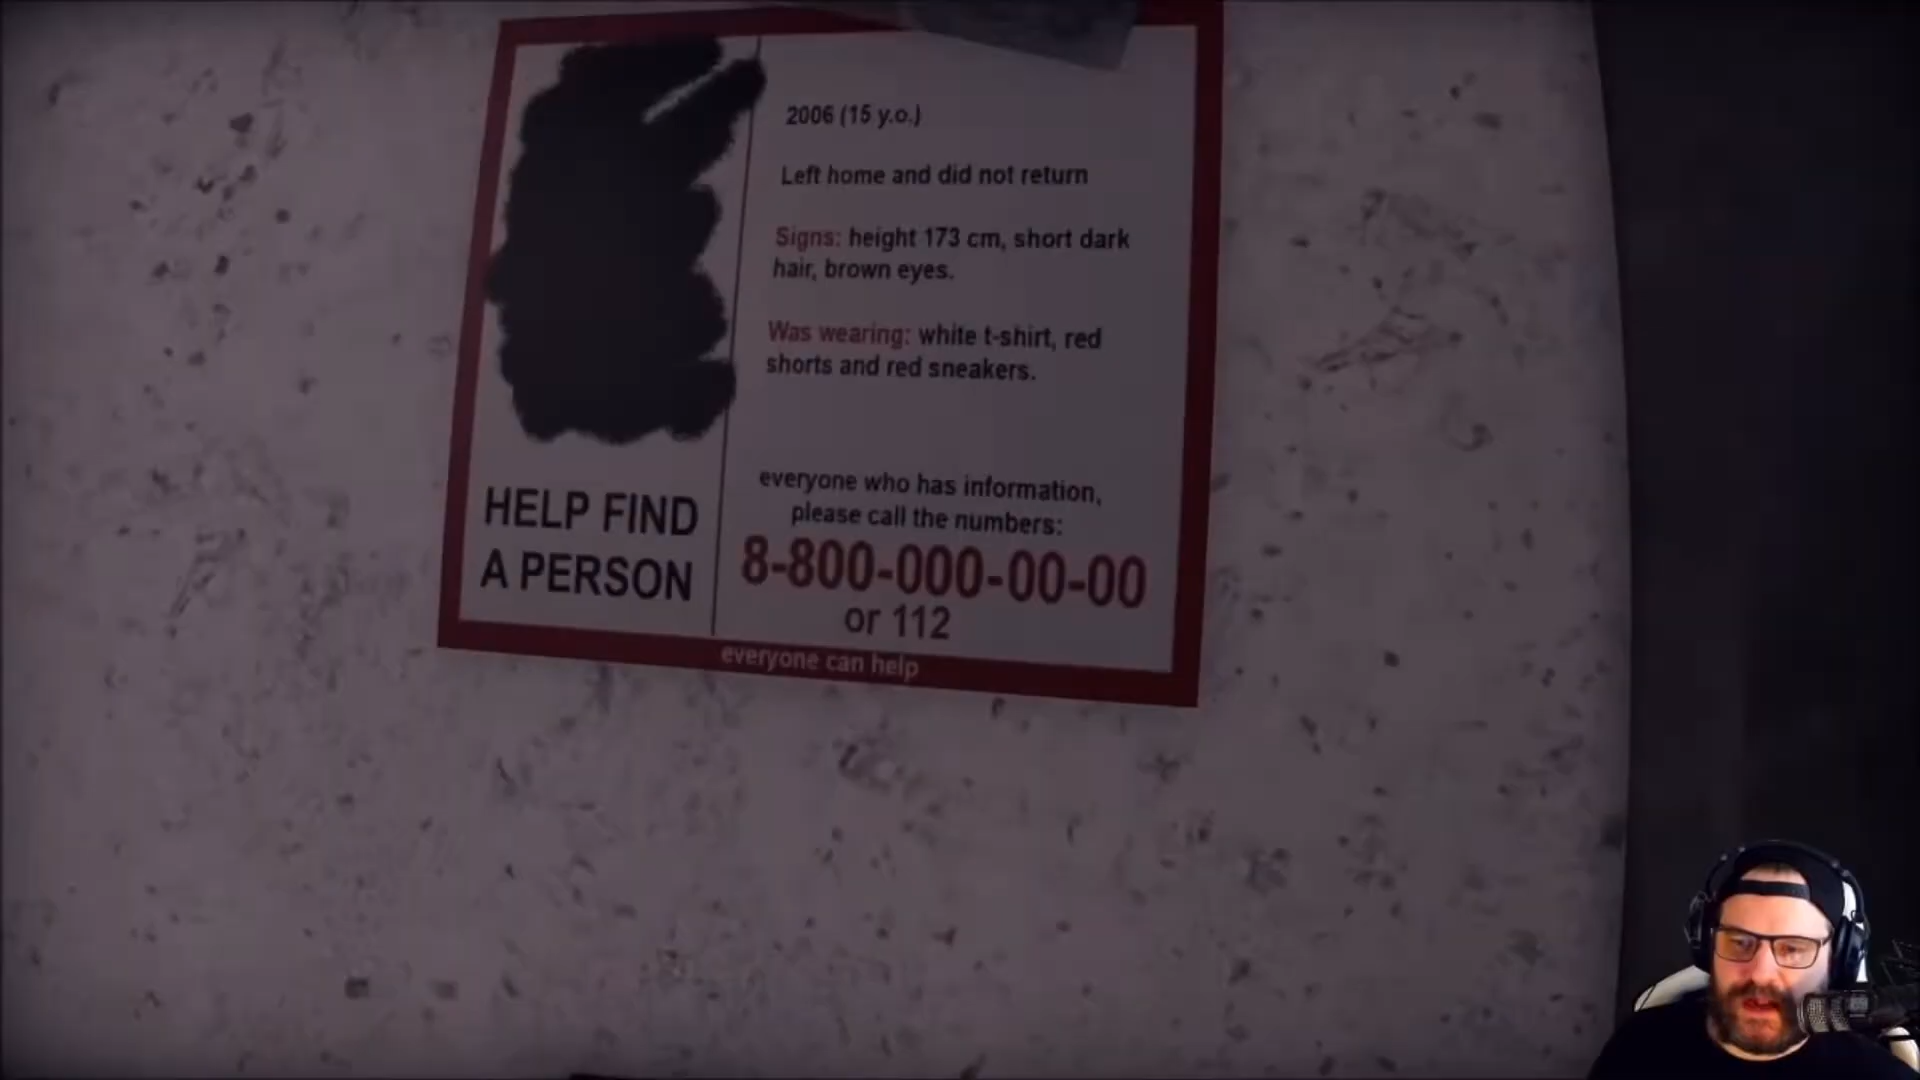 2006 (15 y.o.)
Left home and did not return
Signs: height 173 cm, short dark
hair, brown eyes.
Was wearing: white t-shirt, red
shorts and red sneakers.
HELP FIND
A PERSON
everyone who has information,
please call the numbers:
8-800-000-00-00
or 112
everyone can help